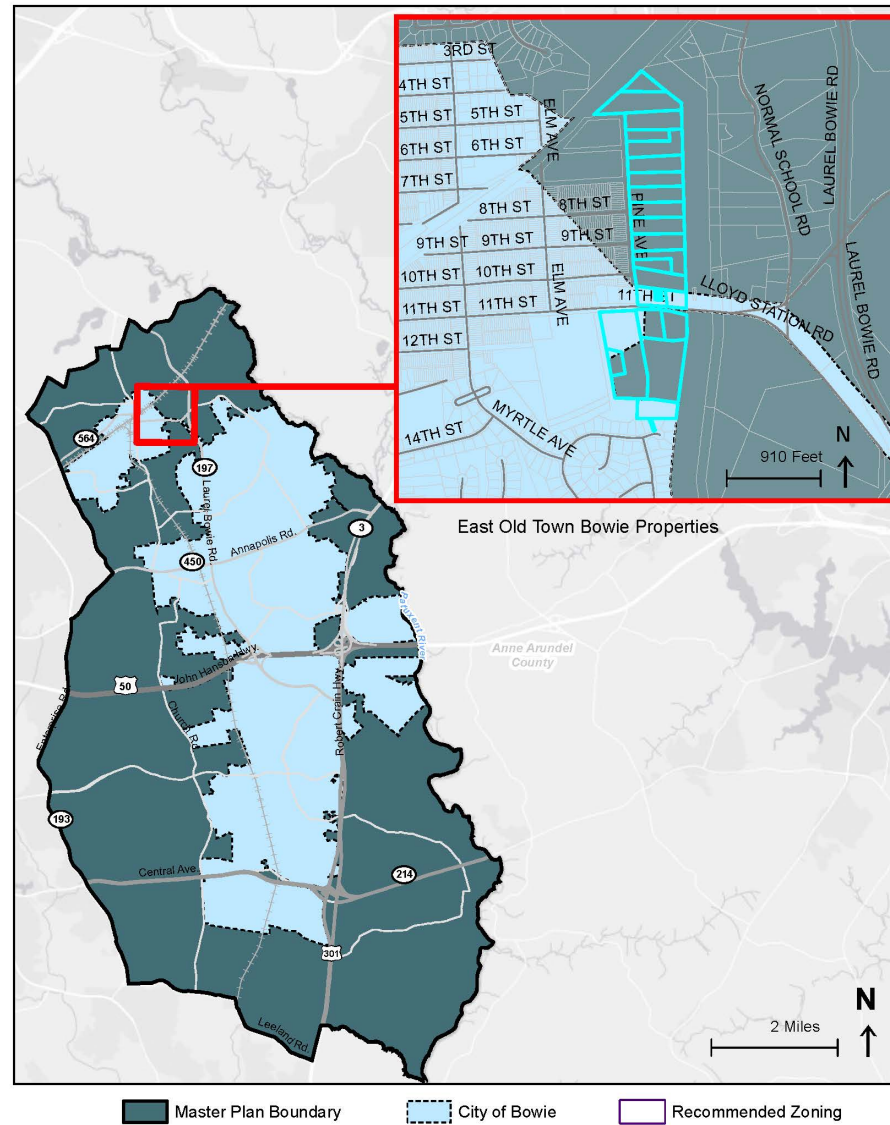 3RD ST
4TH ST
5TH ST
5TH ST
ELM AVE
6TH ST
6TH ST
7TH ST
NORMAL SCHOOL RD
LAUREL BOWIE RD
8TH ST
8TH ST
PINE AVE
9TH ST
9TH ST
9TH ST
10TH ST
10TH ST
ELM AVE
LAUREL BOWIE RD
11TH ST
11TH ST
11TH ST
LLOYD STATION RD
12TH ST
14TH ST
MYRTLE AVE
910 Feet
N
East Old Town Bowie Properties
564
197
Laurel Bowie Rd
3
Annapolis Rd.
450
Patuxent River
Anne Arundel
County
John Hanson Hwy.
50
Enterprise Rd
Church Rd
Robert Crain Hwy
193
Central Ave
214
301
Leeland Rd.
N
2 Miles
Master Plan Boundary
City of Bowie
Recommended Zoning